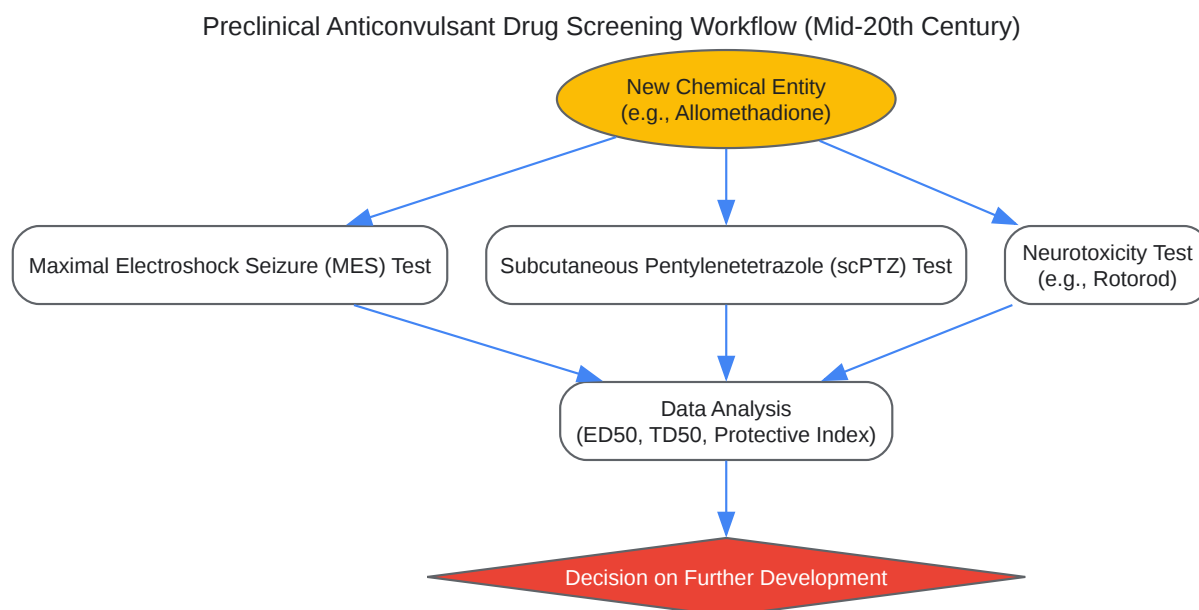 Preclinical Anticonvulsant Drug Screening Workflow (Mid-20th Century)
New Chemical Entity
(e.g., Allomethadione)
Maximal Electroshock Seizure (MES) Test
Subcutaneous Pentylenetetrazole (scPTZ) Test
Neurotoxicity Test
(e.g., Rotorod)
Data Analysis
(ED50, TD50, Protective Index)
Decision on Further Development